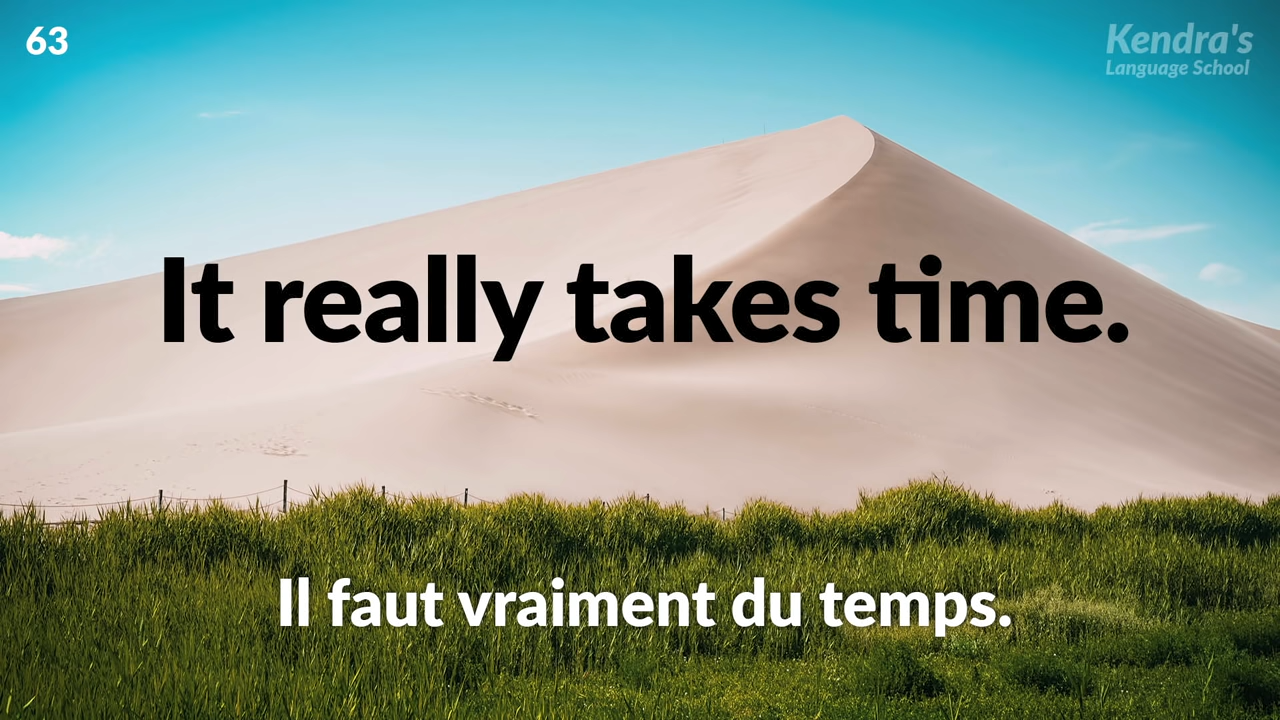 63
Kendra's
Language School
It really takes time.
Il faut vraiment du temps.